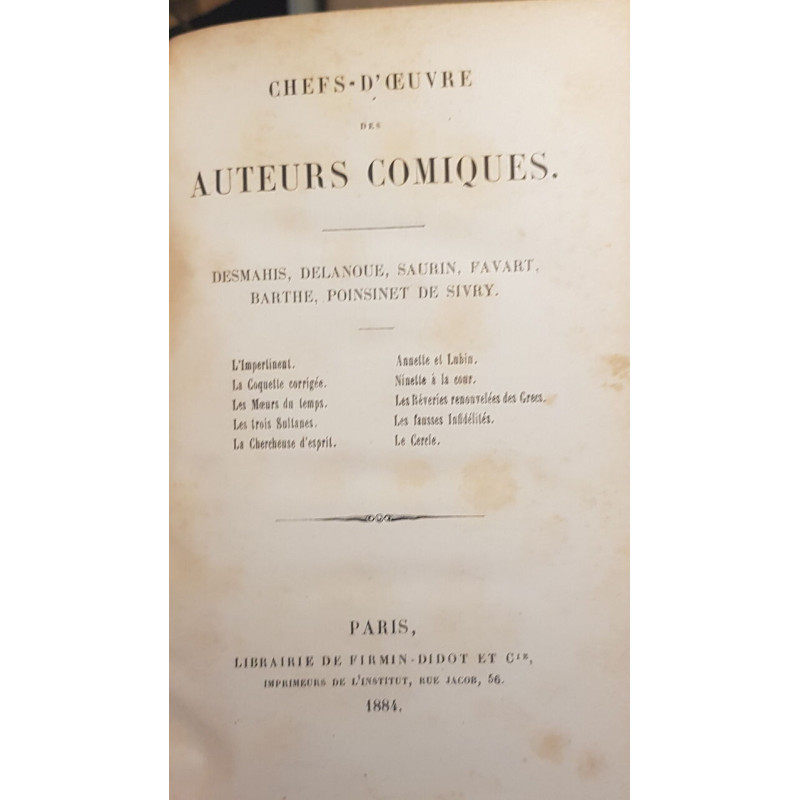 CHEFS-D'ŒUVRE
DES
AUTEURS COMIQUES.
DESMAHIS, DELANOUE, SAURIN, FAVART,
BARTHE, POINSINET DE SIVRY.
L'Impertinent.
La Coquette corrigée.
Les Mœurs du temps.
Les trois Sultanes.
La Chercheuse d'esprit.
Annette et Lubin.
Ninette à la cour.
Les Rêveries renouvelées des Grecs.
Les fausses Infidélités.
Le Cercle.
PARIS,
LIBRAIRIE DE FIRMIN-DIDOT ET Cie,
IMPRIMEURS DE L'INSTITUT, RUE JACOB, 56.
1884.